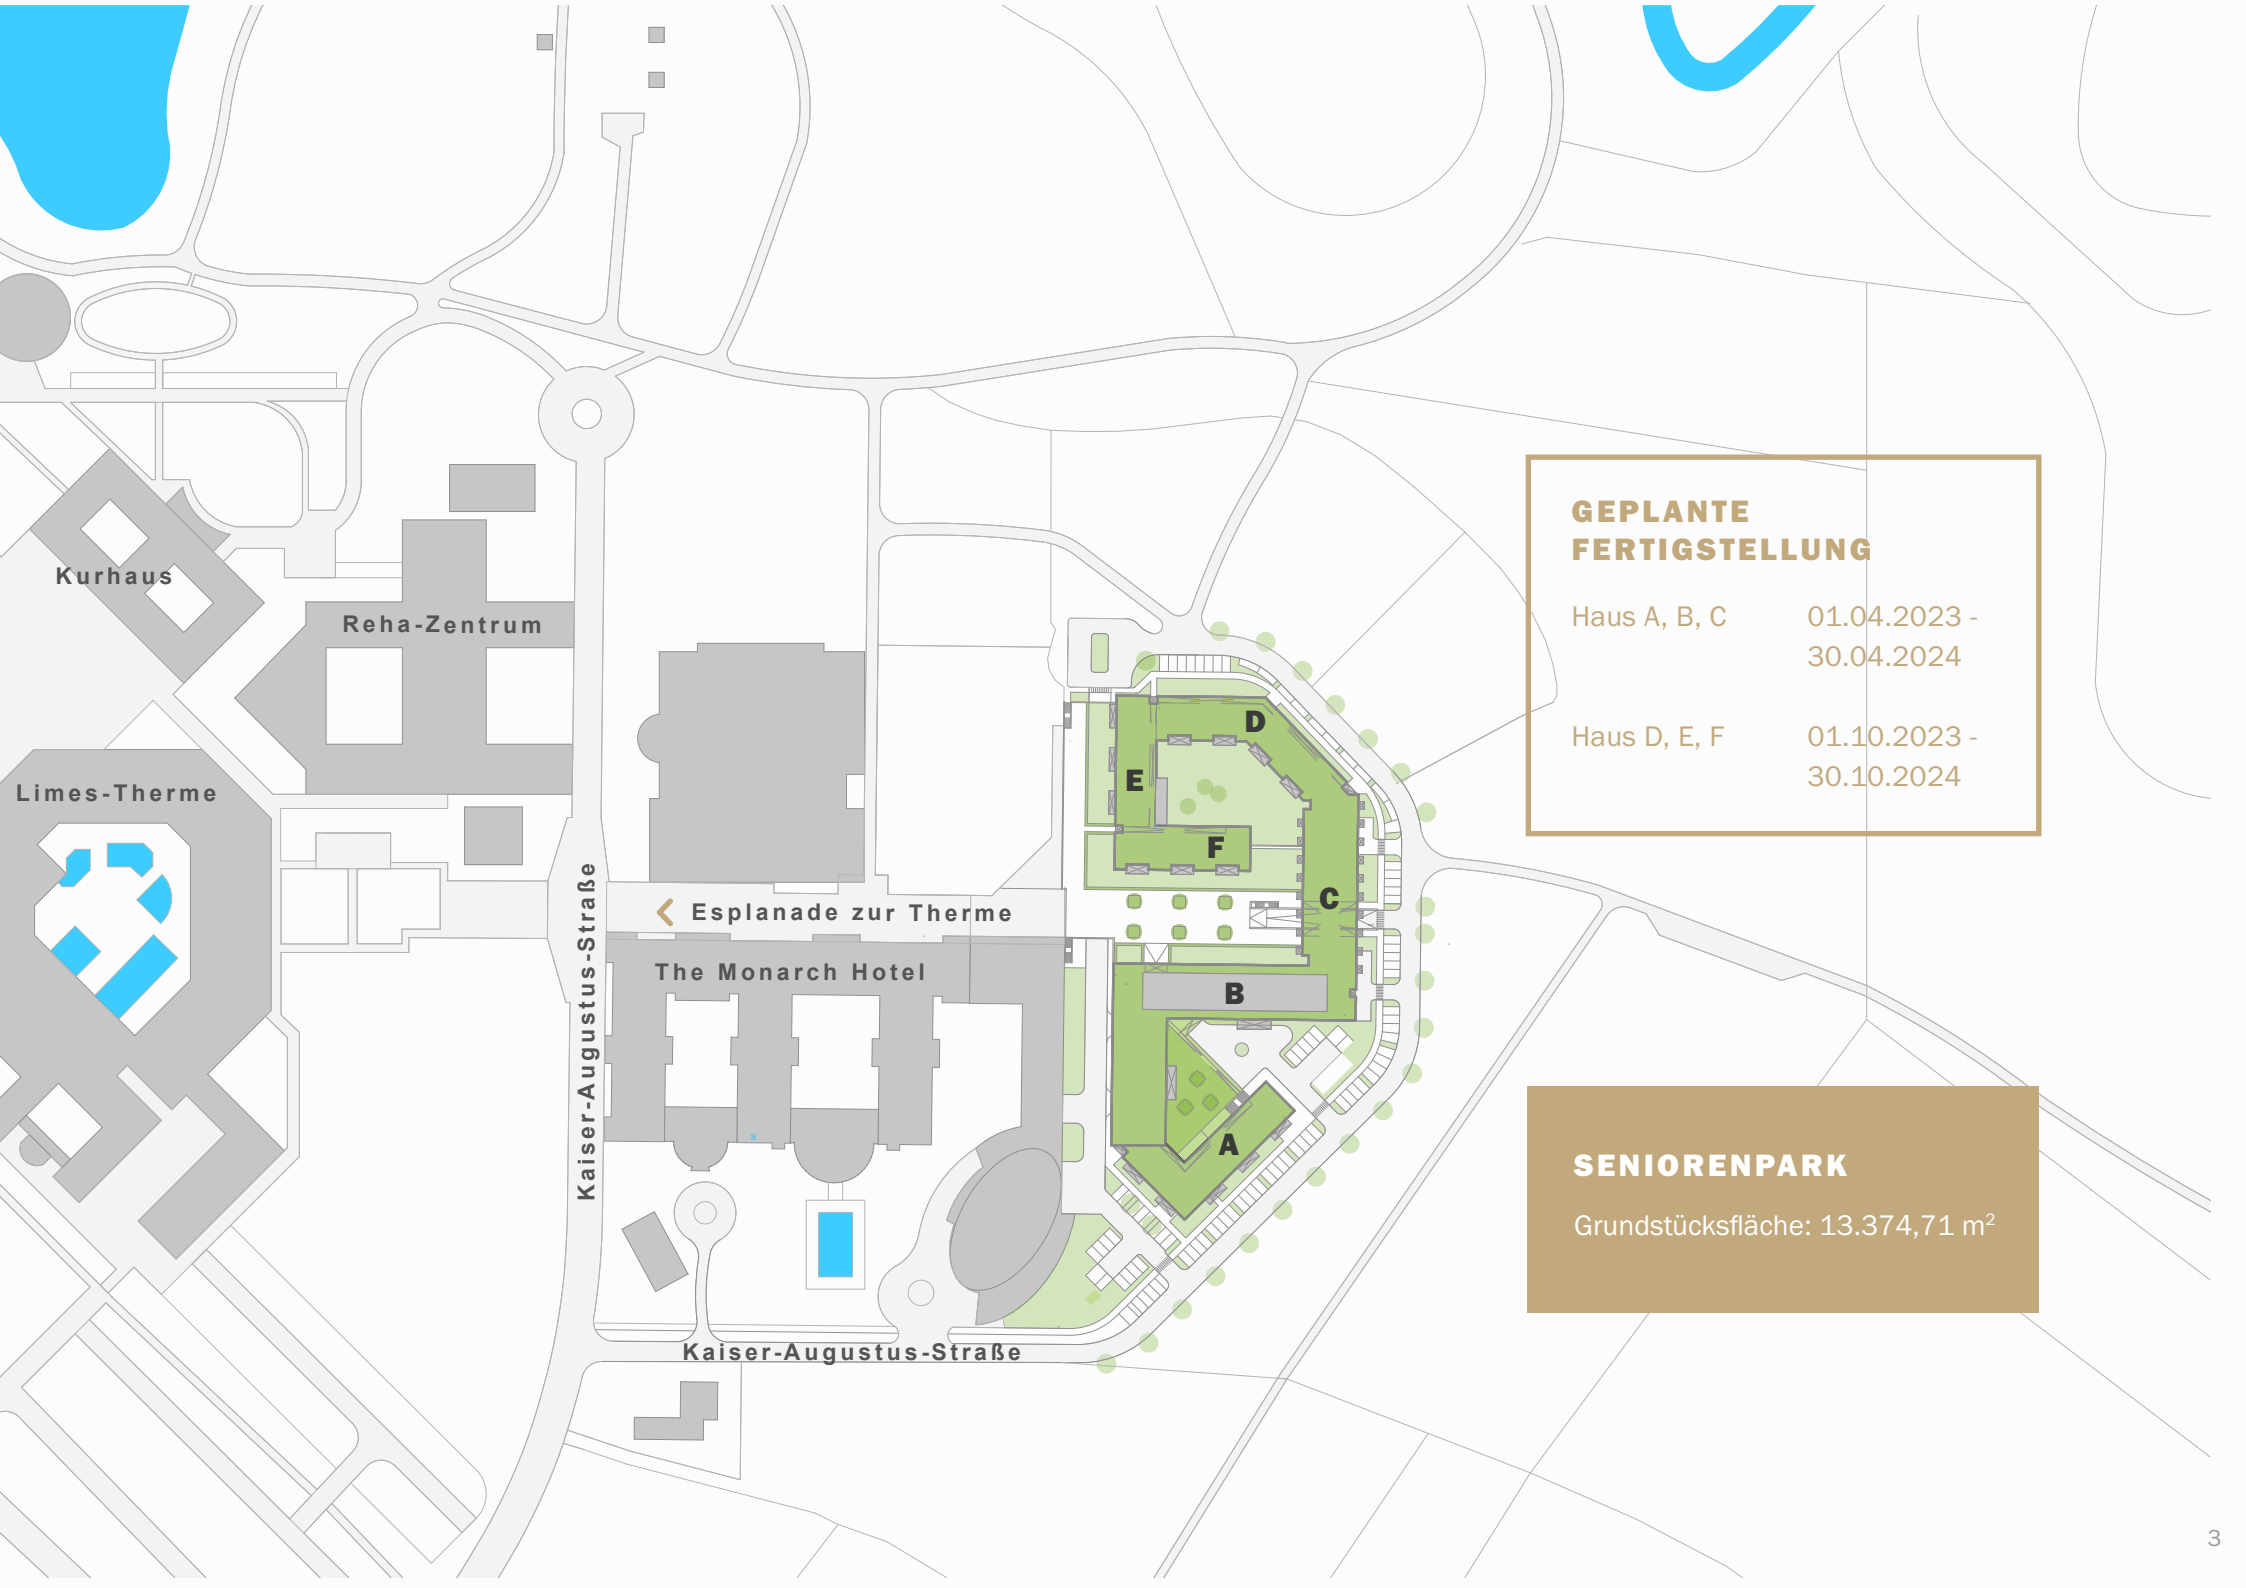 Kurhaus
Reha-Zentrum
Limes-Therme
Kaiser-Augustus-Straße
Esplanade zur Therme
The Monarch Hotel
Kaiser-Augustus-Straße
D
E
F
C
B
A
GEPLANTE
FERTIGSTELLUNG
Haus A, B, C 01.04.2023 -
30.04.2024
Haus D, E, F 01.10.2023 -
30.10.2024
SENIORENPARK
Grundstücksfläche: 13.374,71 m²
3